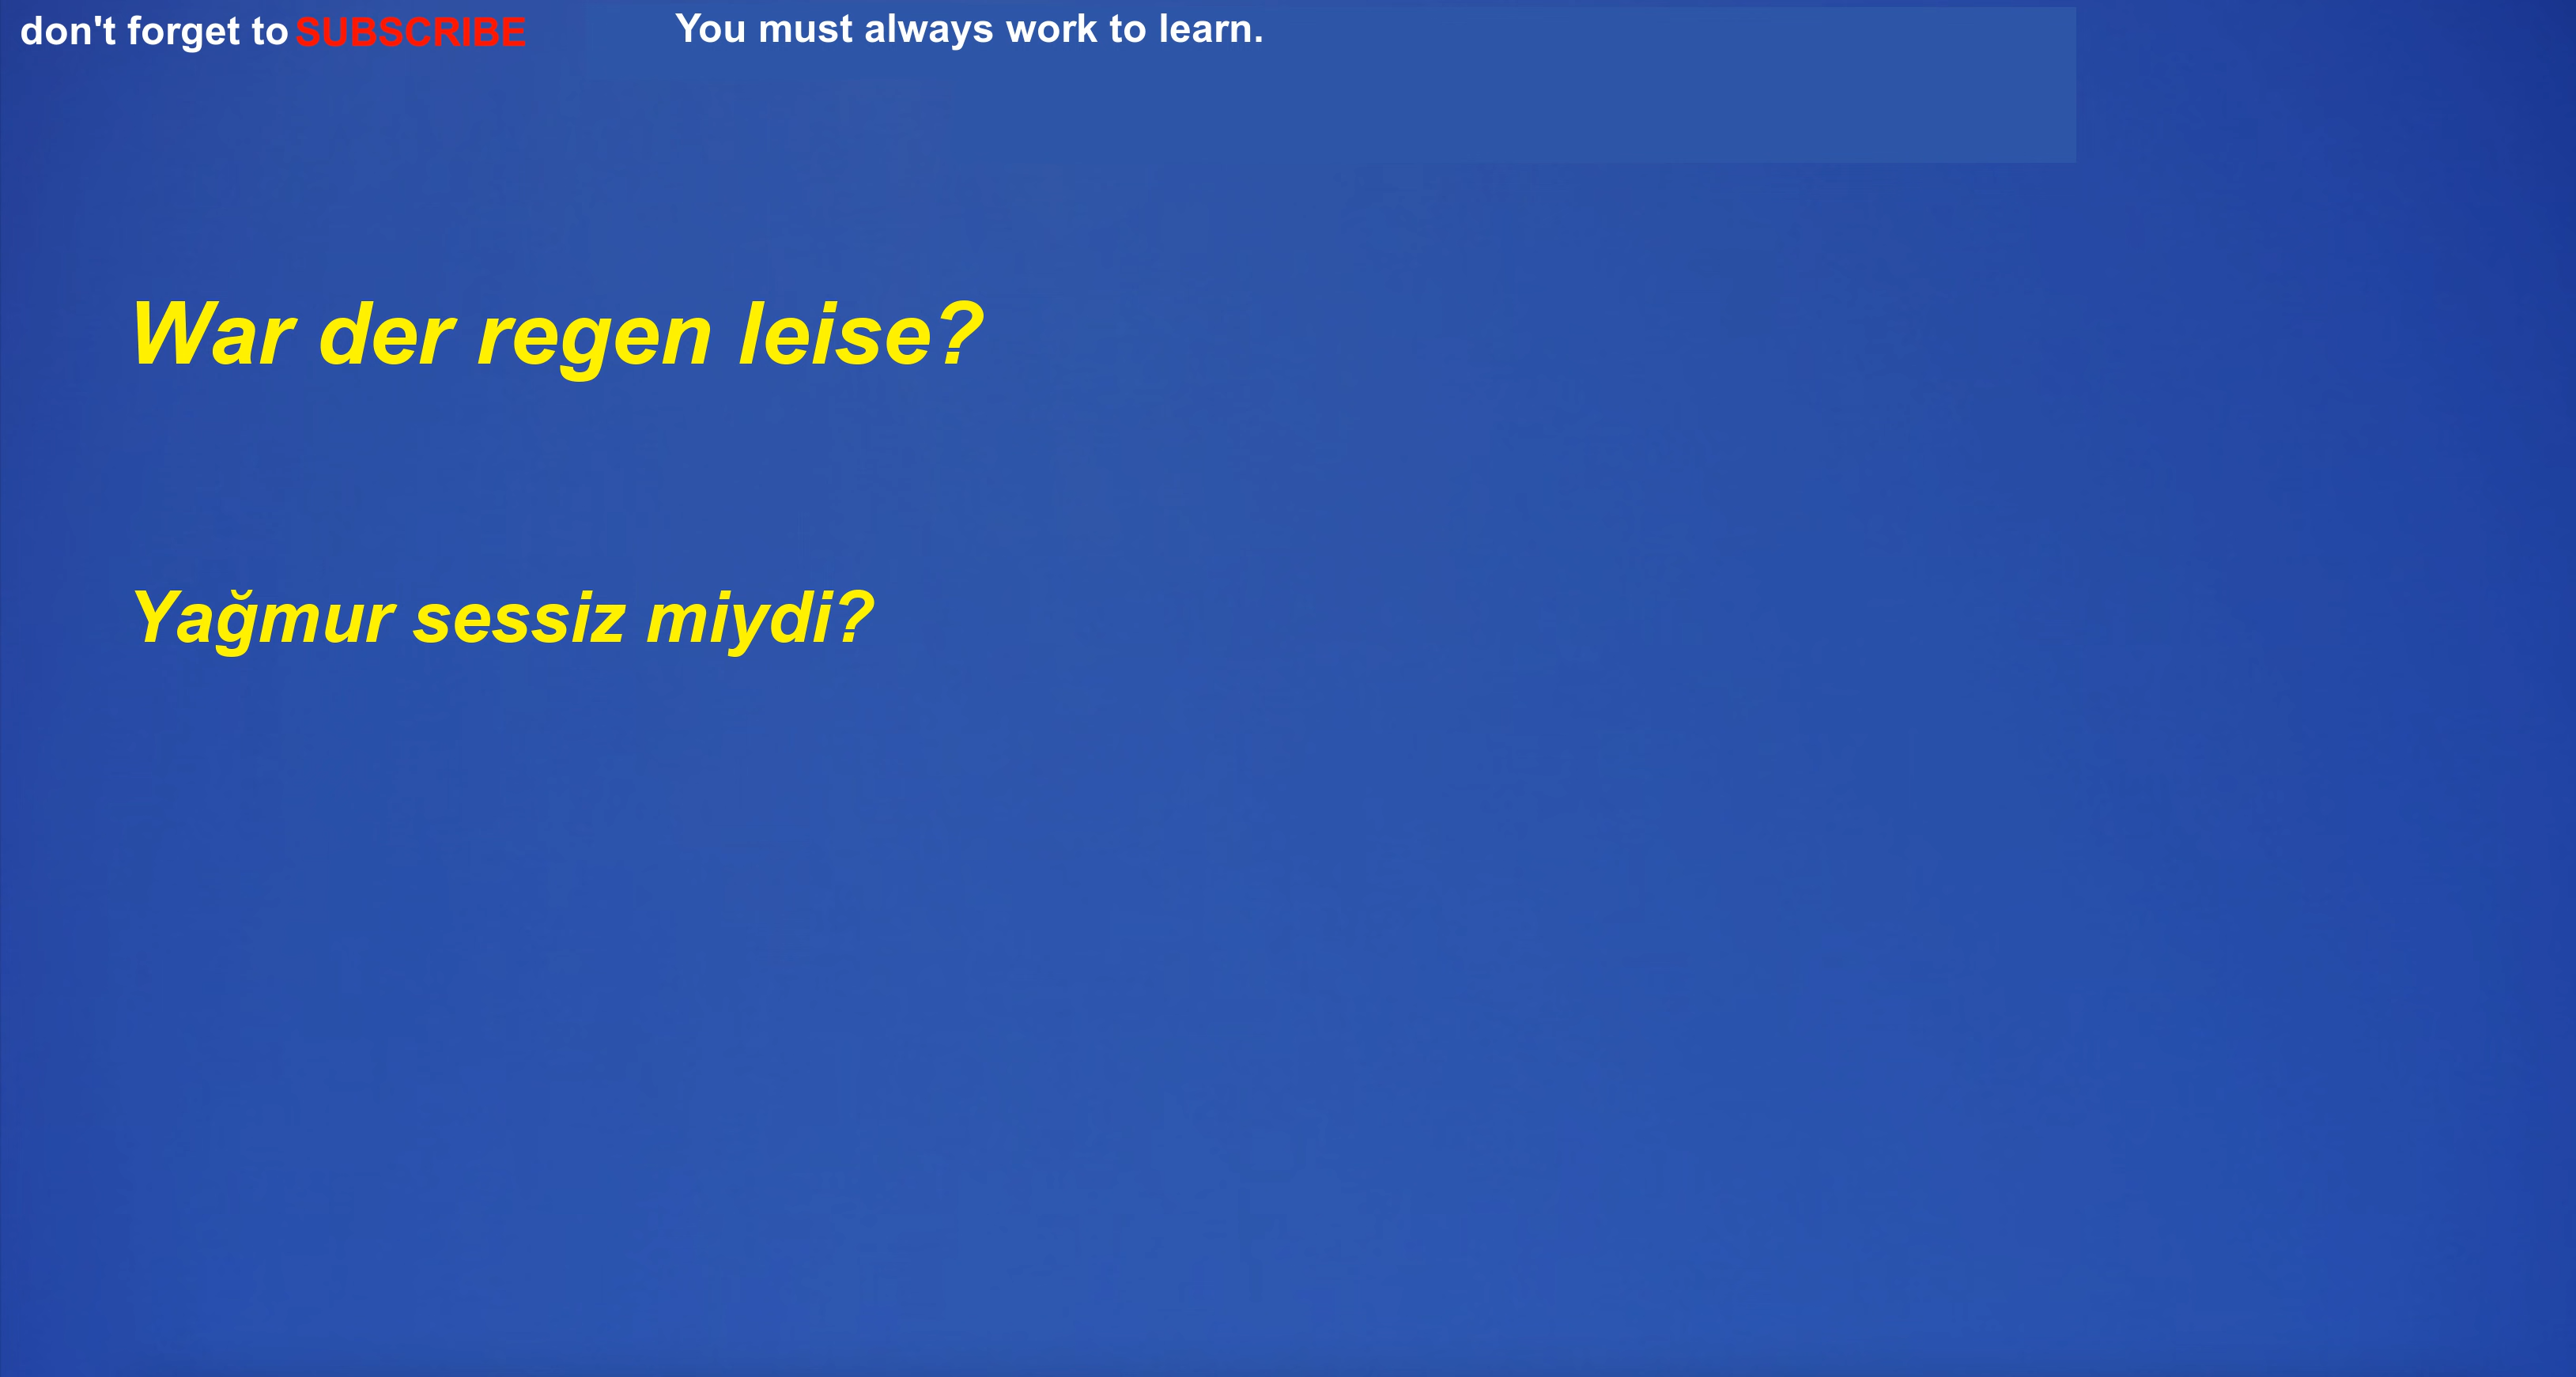 don't forget to SUBSCRIBE
You must always work to learn.
War der regen leise?
Yağmur sessiz miydi?